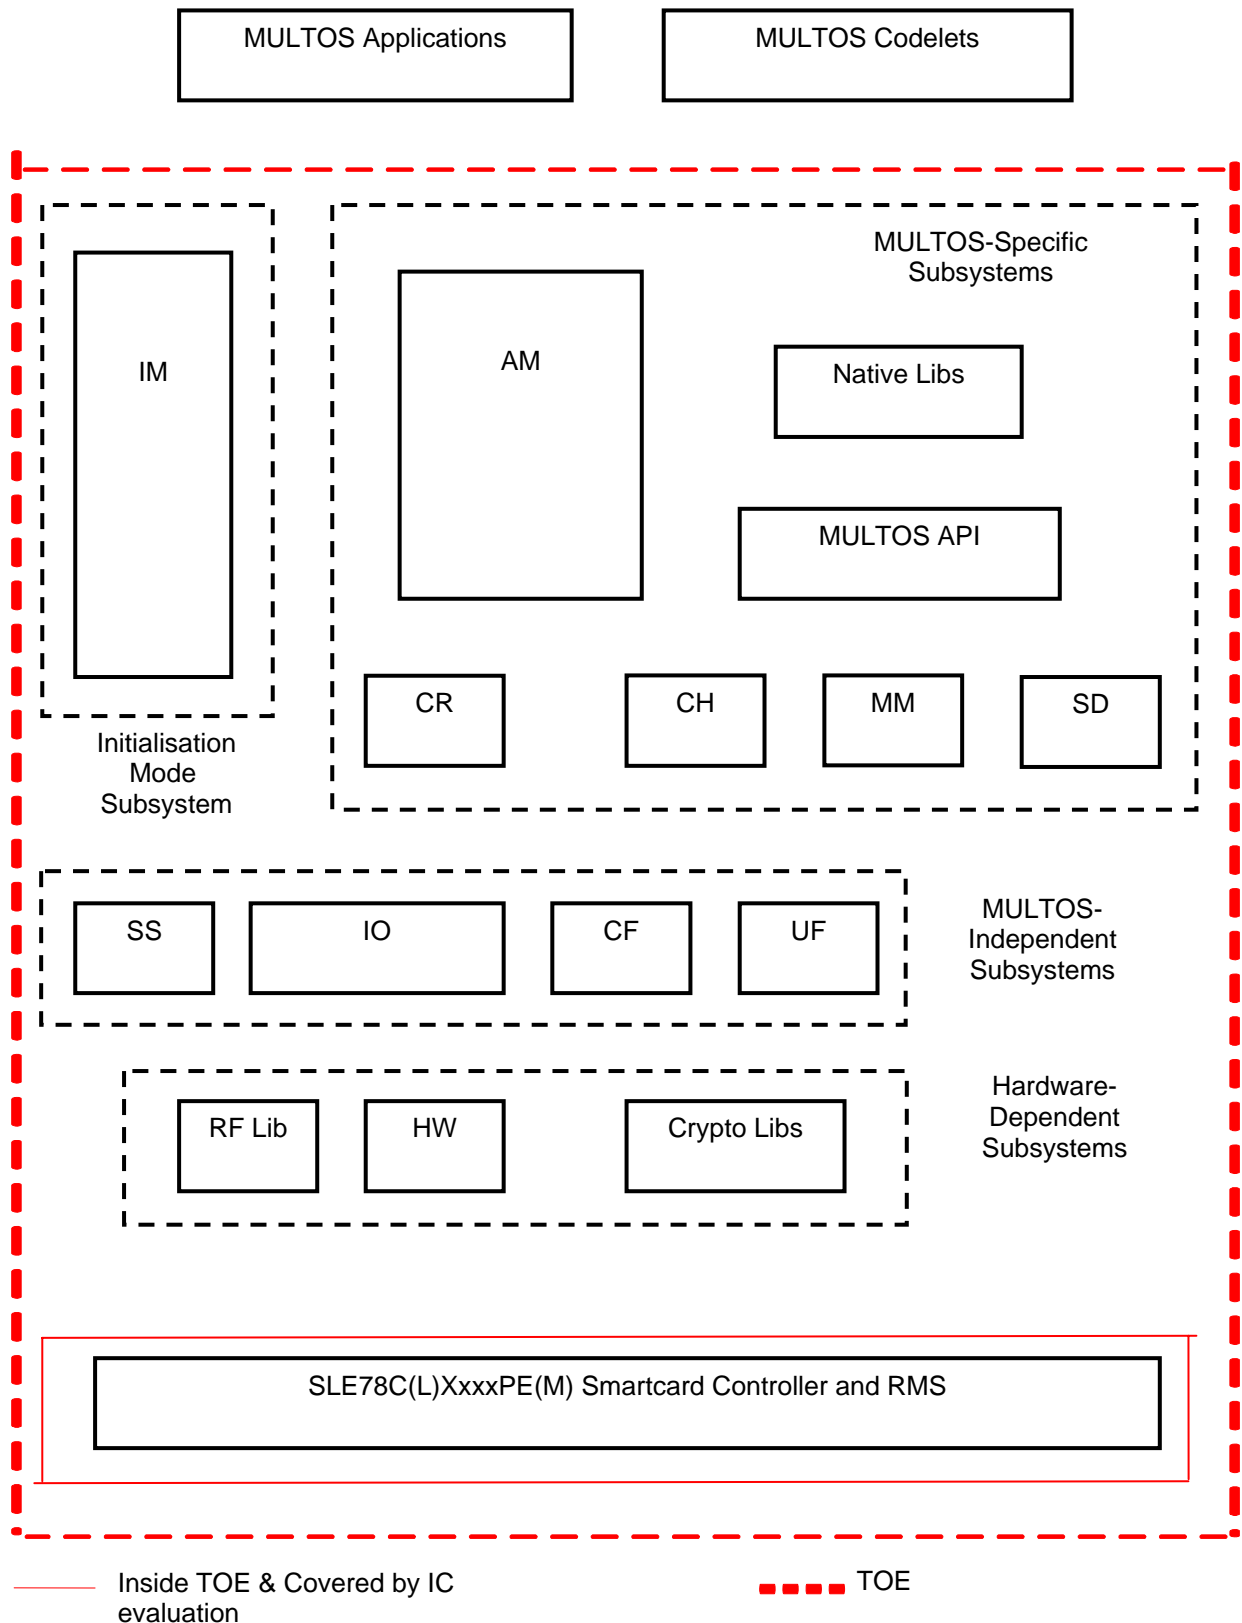 MULTOS Applications
MULTOS Codelets
MULTOS-Specific
Subsystems
IM
AM
Native Libs
MULTOS API
CR
CH
MM
SD
Initialisation
Mode
Subsystem
SS
IO
CF
UF
MULTOS-
Independent
Subsystems
RF Lib
HW
Crypto Libs
Hardware-
Dependent
Subsystems
SLE78C(L)XxxxPE(M) Smartcard Controller and RMS
Inside TOE & Covered by IC
evaluation
TOE